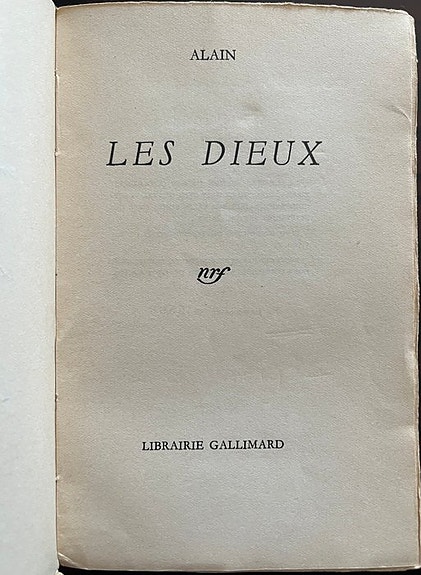 ALAIN
LES DIEUX
nrf
LIBRAIRIE GALLIMARD